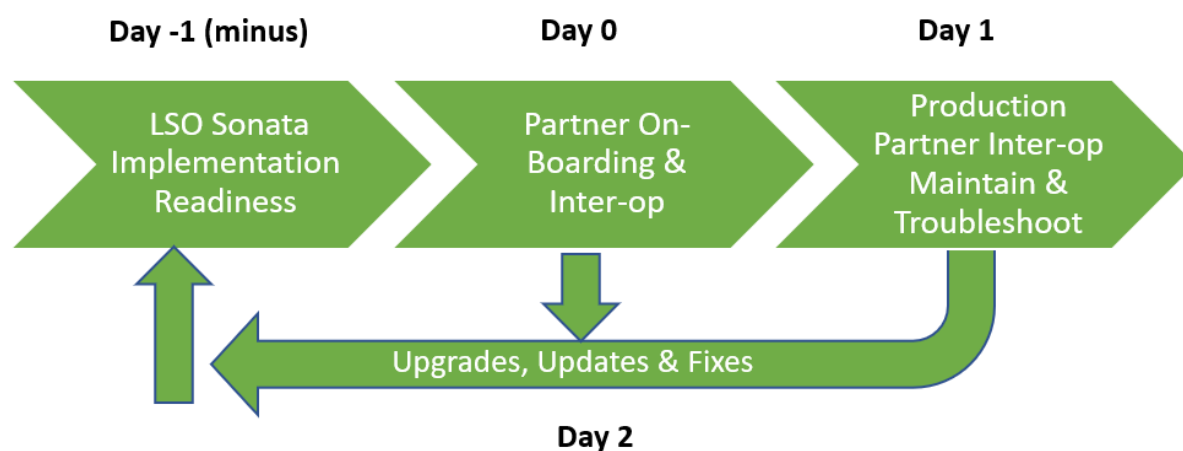 Day -1 (minus)
Day 0
Day 1
LSO Sonata
Implementation
Readiness
Partner On-
Boarding &
Inter-op
Production
Partner Inter-op
Maintain &
Troubleshoot
Upgrades, Updates & Fixes
Day 2